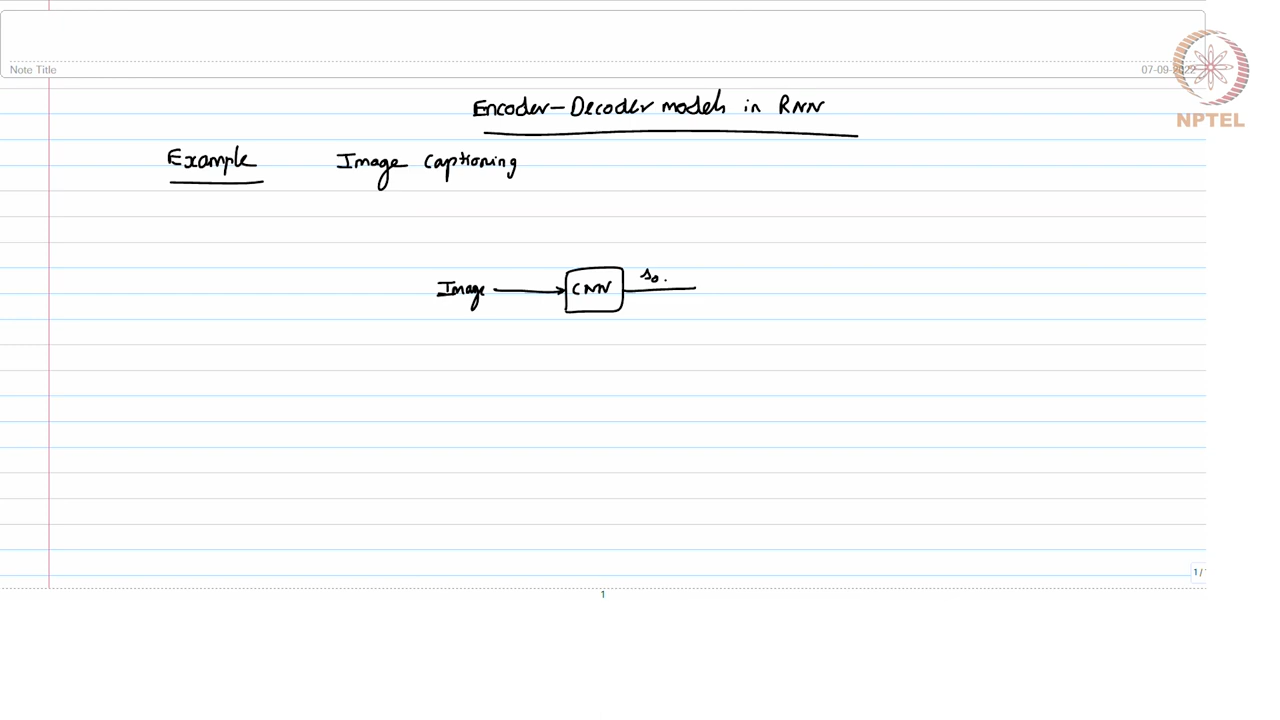 Note Title
07-09-2022
NPTEL
Encoder-Decoder models in RNN
Example Image Captioning
Image CNN s₀.
1/
1